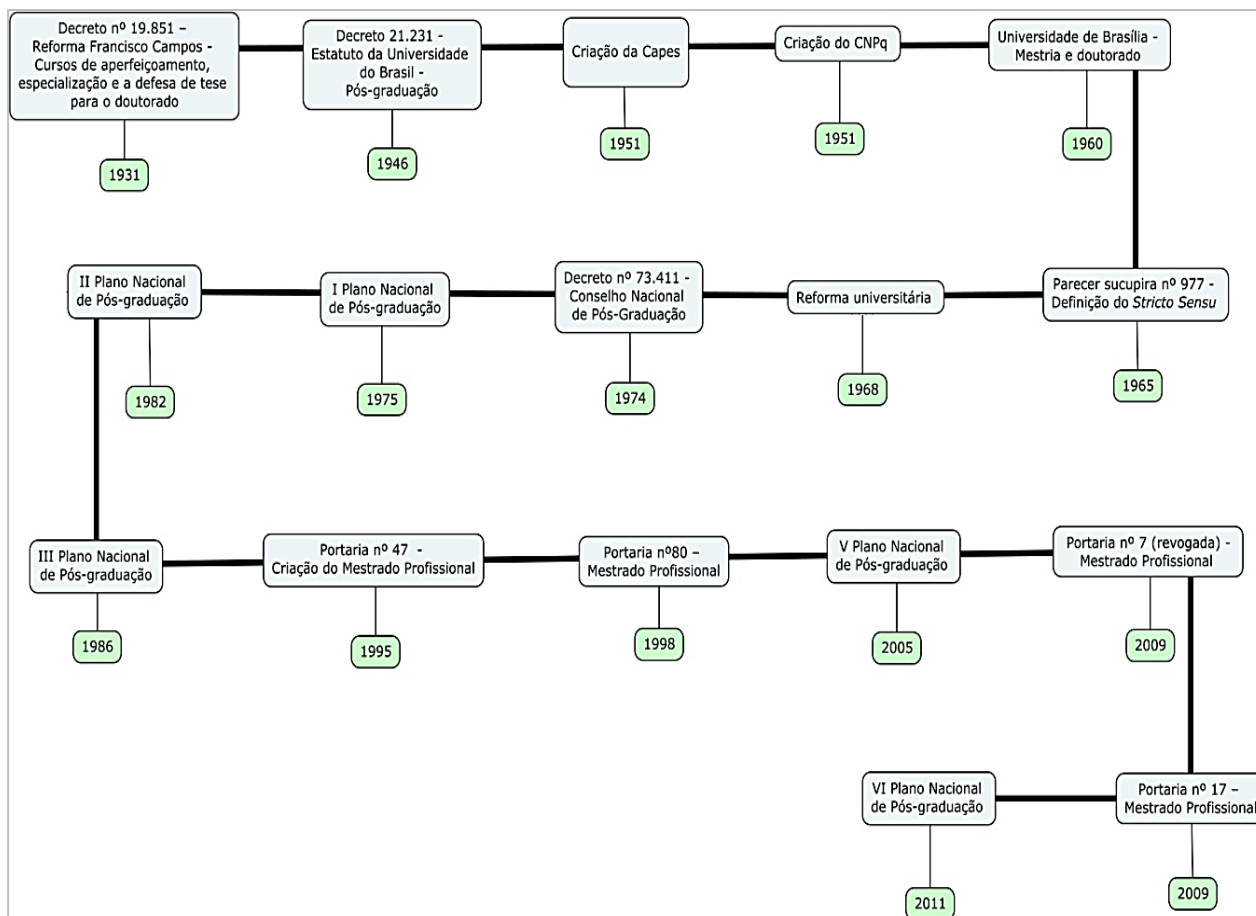 Decreto nº 19.851 –
Reforma Francisco Campos -
Cursos de aperfeiçoamento,
especialização e a defesa de tese
para o doutorado
1931
Decreto 21.231 -
Estatuto da Universidade
do Brasil -
Pós-graduação
1946
Criação da Capes
1951
Criação do CNPq
1951
Universidade de Brasília -
Mestria e doutorado
1960
Parecer sucupira nº 977 -
Definição do Stricto Sensu
1965
Reforma universitária
1968
Decreto nº 73.411 -
Conselho Nacional
de Pós-Graduação
1974
I Plano Nacional
de Pós-graduação
1975
II Plano Nacional
de Pós-graduação
1982
III Plano Nacional
de Pós-graduação
1986
Portaria nº 47 -
Criação do Mestrado Profissional
1995
Portaria nº80 –
Mestrado Profissional
1998
V Plano Nacional
de Pós-graduação
2005
Portaria nº 7 (revogada) -
Mestrado Profissional
2009
Portaria nº 17 –
Mestrado Profissional
2009
VI Plano Nacional
de Pós-graduação
2011